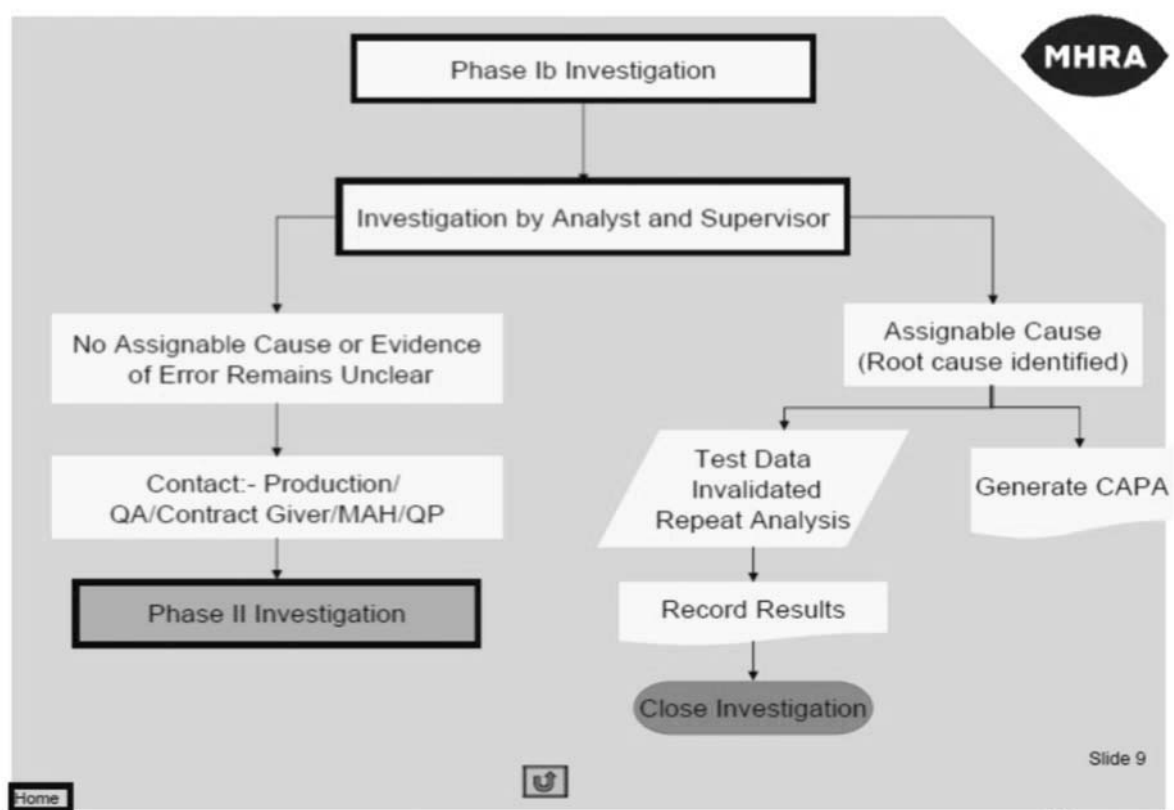 MHRA
Phase Ib Investigation
Investigation by Analyst and Supervisor
No Assignable Cause or Evidence
of Error Remains Unclear
Contact:- Production/
QA/Contract Giver/MAH/QP
Phase II Investigation
Assignable Cause
(Root cause identified)
Test Data
Invalidated
Repeat Analysis
Generate CAPA
Record Results
Close Investigation
Slide 9
Home